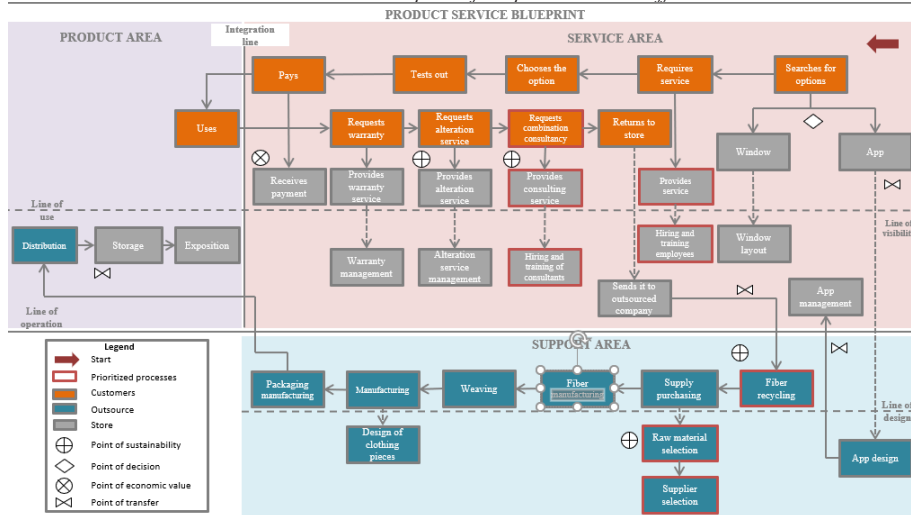 PRODUCT SERVICE BLUEPRINT
PRODUCT AREA
Integration
line
SERVICE AREA
Pays
Tests out
Chooses the
option
Requires
service
Searches for
options
Uses
Requests
warranty
Requests
alteration
service
Requests
combination
consultancy
Returns to
store
Window
App
Receives
payment
Provides
warranty
service
Provides
alteration
service
Provides
consulting
service
Provides
service
Line of
use
Line of
visibilit
Distribution
Storage
Exposition
Warranty
management
Alteration
service
management
Hiring and
training of
consultants
Hiring and
training
employees
Window
layout
Sends it to
outsourced
company
App
management
Line of
operation
SUPPORT AREA
Legend
Start
Prioritized processes
Customers
Outsource
Store
Point of sustainability
Point of decision
Point of economic value
Point of transfer
Packaging
manufacturing
Manufacturing
Weaving
Fiber
manufacturing
Supply
purchasing
Fiber
recycling
Line of
design
Design of
clothing
pieces
Raw material
selection
App design
Supplier
selection